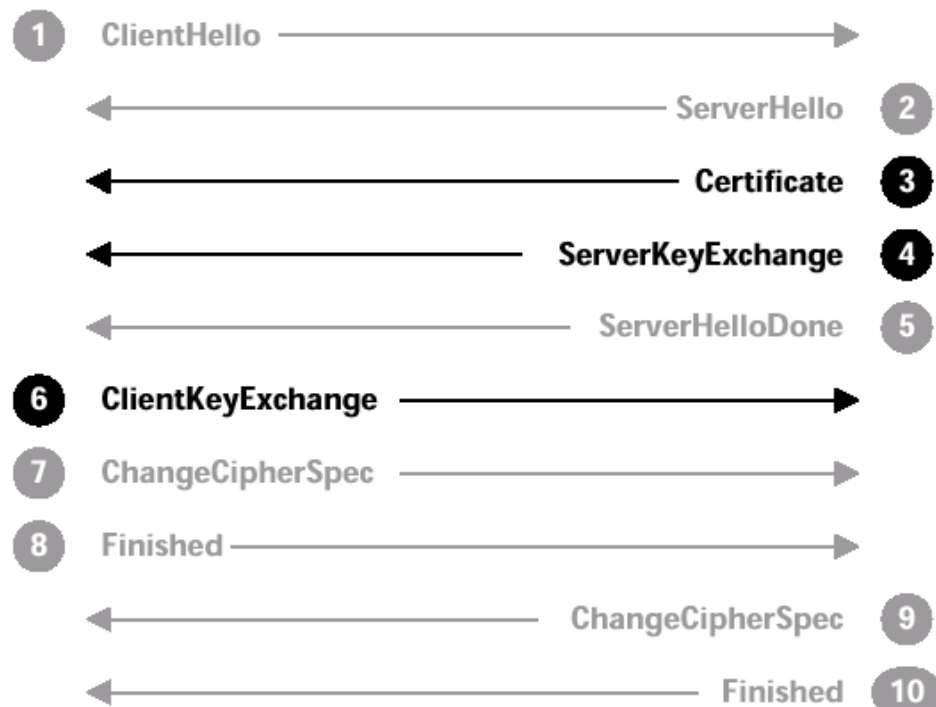 1 ClientHello
ServerHello 2
Certificate 3
ServerKeyExchange 4
ServerHelloDone 5
6 ClientKeyExchange
7 ChangeCipherSpec
8 Finished
ChangeCipherSpec 9
Finished 10